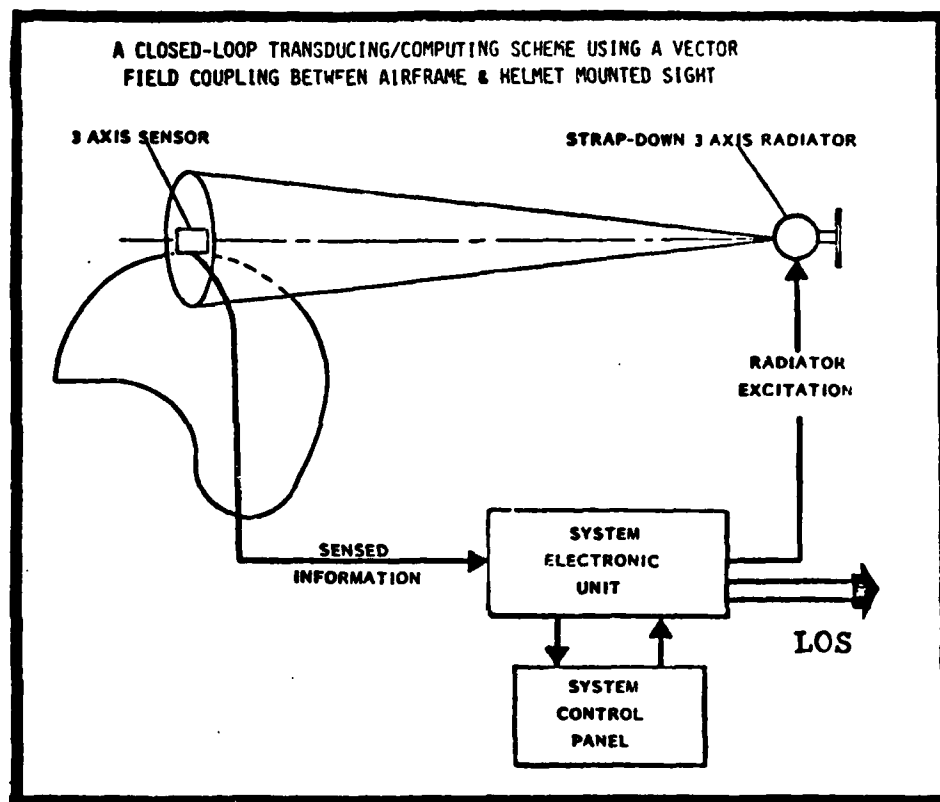 A CLOSED-LOOP TRANSDUCING/COMPUTING SCHEME USING A VECTOR
FIELD COUPLING BETWEEN AIRFRAME & HELMET MOUNTED SIGHT
3 AXIS SENSOR
STRAP-DOWN 3 AXIS RADIATOR
RADIATOR
EXCITATION
SENSED
INFORMATION
SYSTEM
ELECTRONIC
UNIT
LOS
SYSTEM
CONTROL
PANEL